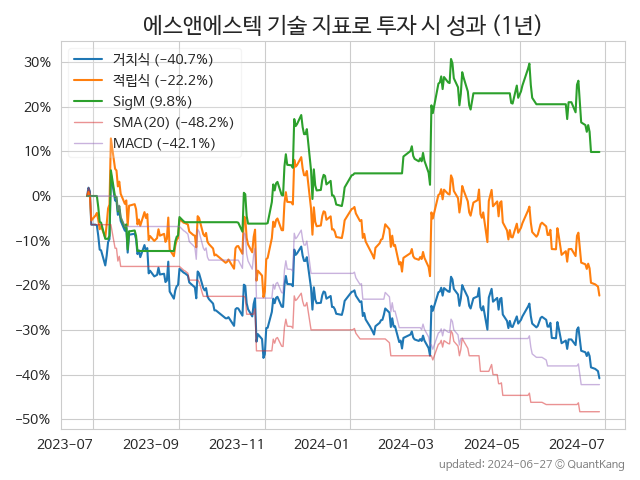 에스앤에스텍 기술 지표로 투자 시 성과 (1년)
거치식 (−40.7%)
적립식 (−22.2%)
SigM (9.8%)
SMA(20) (−48.2%)
MACD (−42.1%)
30%
20%
10%
0%
−10%
−20%
−30%
−40%
−50%
2023-07 2023-09 2023-11 2024-01 2024-03 2024-05 2024-07
updated: 2024-06-27 ⓒ QuantKang